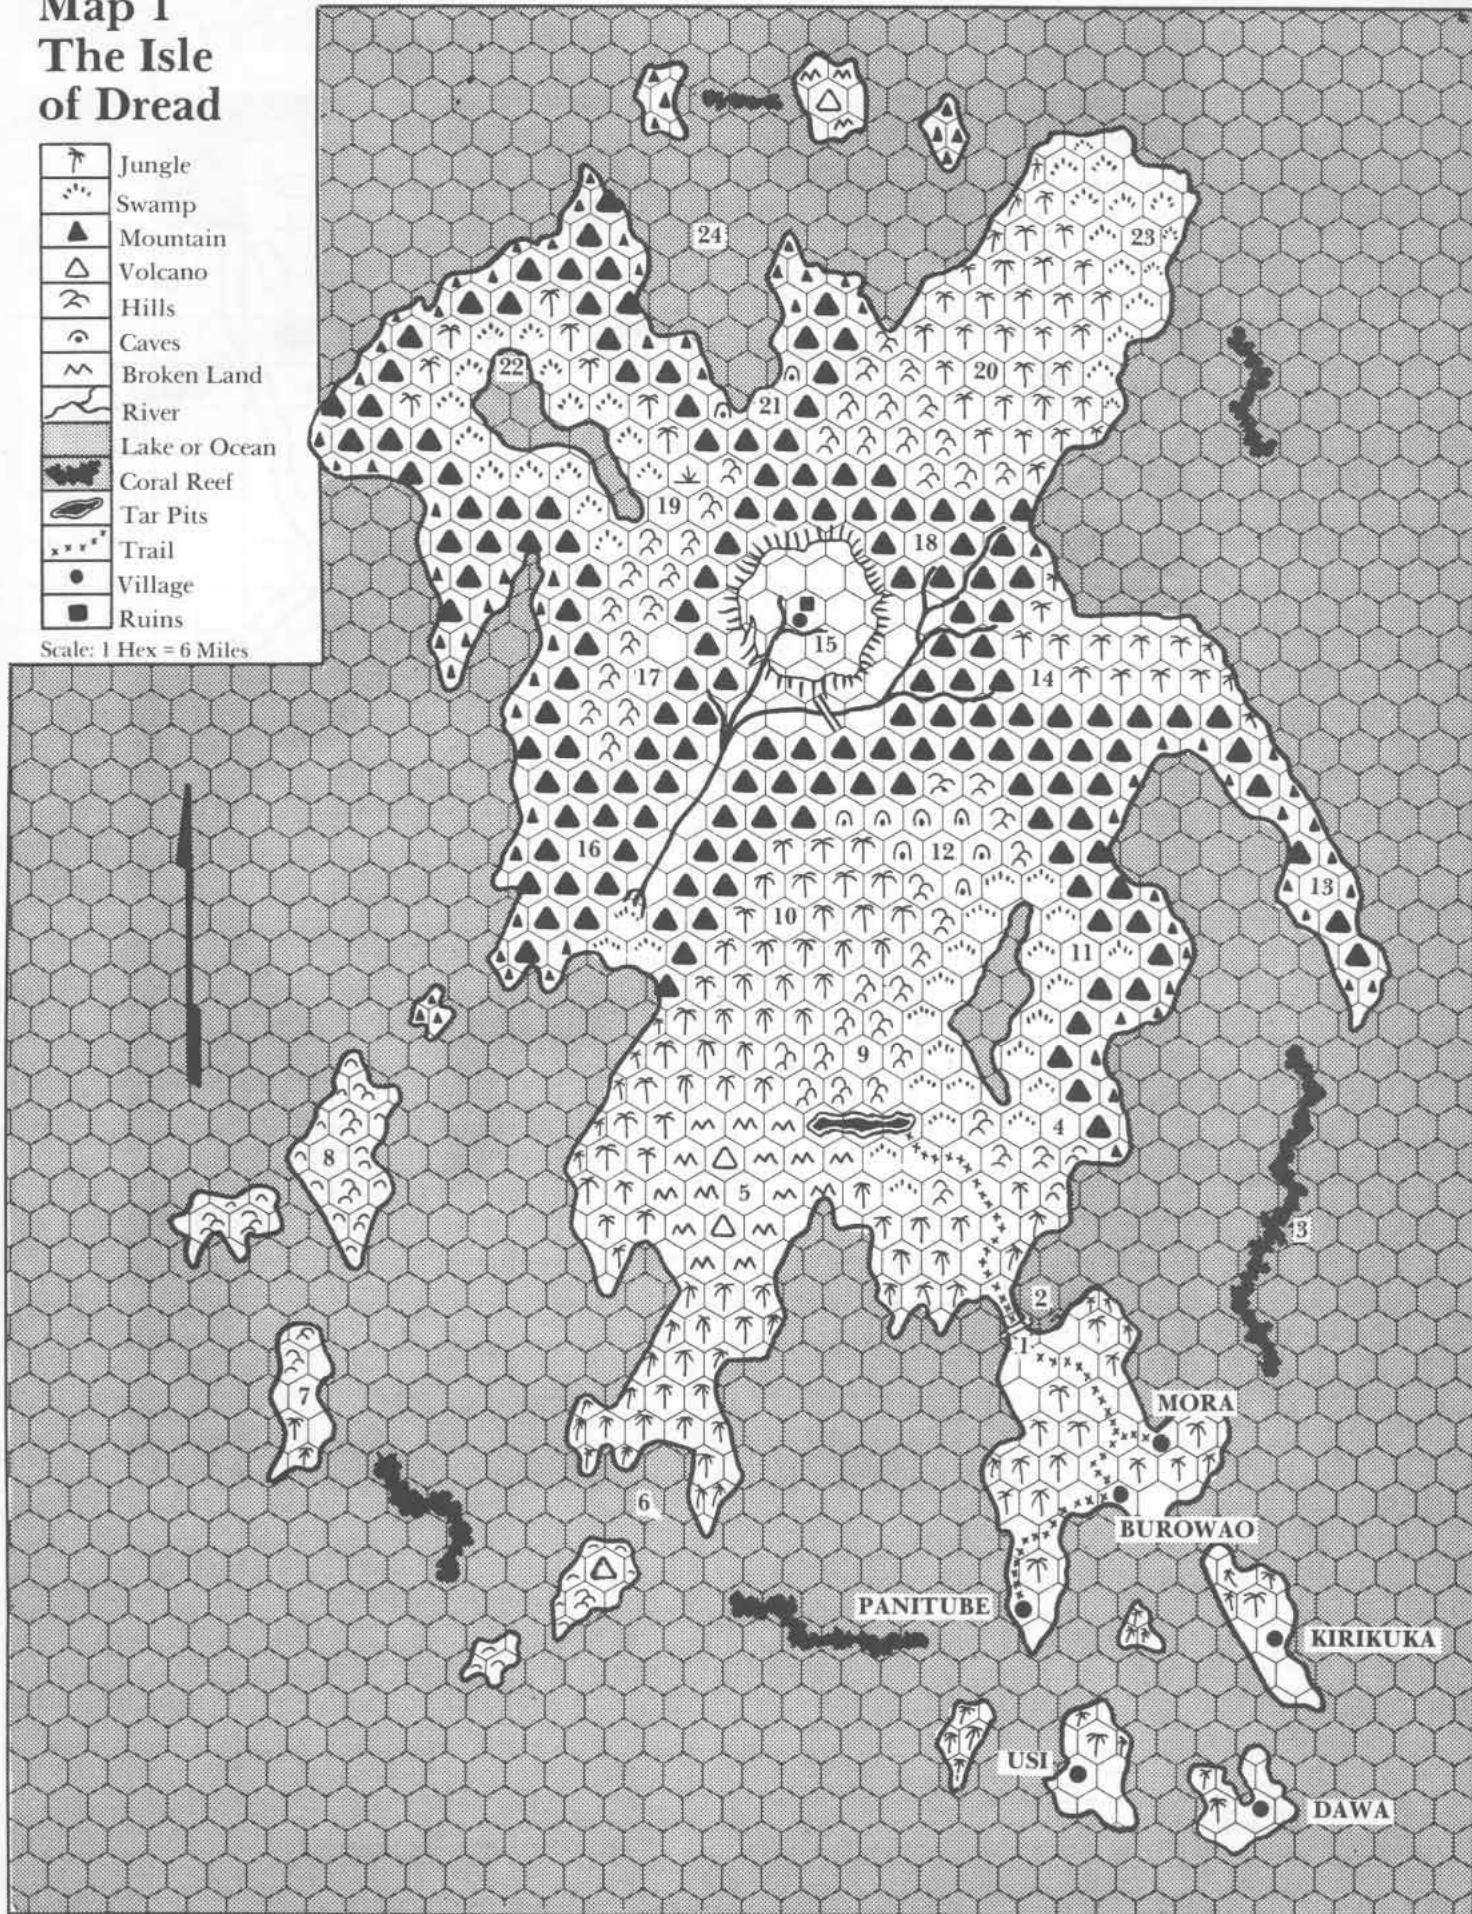 Map 1
The Isle
of Dread
Jungle
Swamp
Mountain
Volcano
Hills
Caves
Broken Land
River
Lake or Ocean
Coral Reef
Tar Pits
Trail
Village
Ruins
Scale: 1 Hex = 6 Miles
24
23
22
20
21
19
18
15
17
14
16
12
13
10
11
9
4
8
5
3
2
1
7
MORA
6
BUROWAO
PANITUBE
KIRIKUKA
USI
DAWA